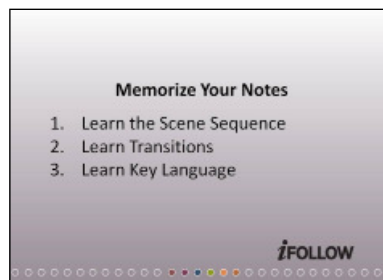 Memorize Your Notes
1. Learn the Scene Sequence
2. Learn Transitions
3. Learn Key Language
iFOLLOW